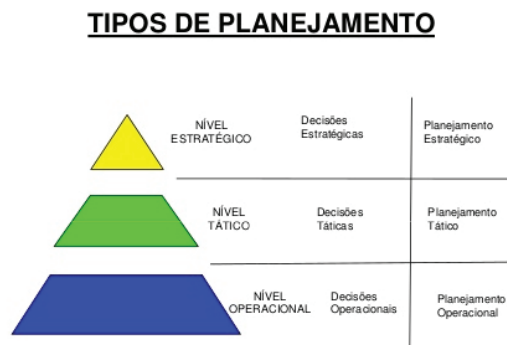 TIPOS DE PLANEJAMENTO
NÍVEL
ESTRATÉGICO
Decisões
Estratégicas
Planejamento
Estratégico
NÍVEL
TÁTICO
Decisões
Táticas
Planejamento
Tático
NÍVEL
OPERACIONAL
Decisões
Operacionais
Planejamento
Operacional